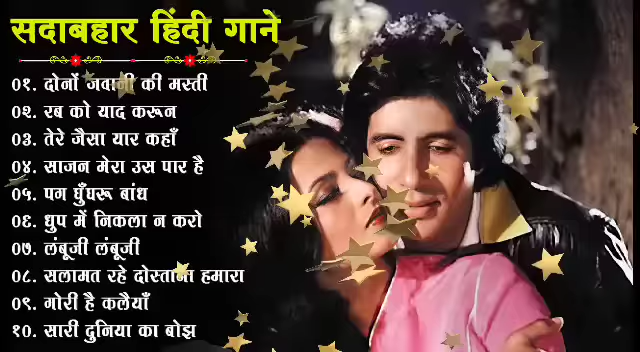 सदाबहार हिंदी गाने
०१. दोनों जवानी की मस्ती
०२. रब को याद करून
०३. तेरे जैसा यार कहाँ
०४. साजन मेरा उस पार है
०५. पग घुँघरू बांध
०६. धुप में निकला न करो
०७. लंबूजी लंबूजी
०८. सलामत रहे दोस्ताना हमारा
०९. गोरी है कलैयाँ
१०. सारी दुनिया का बोझ